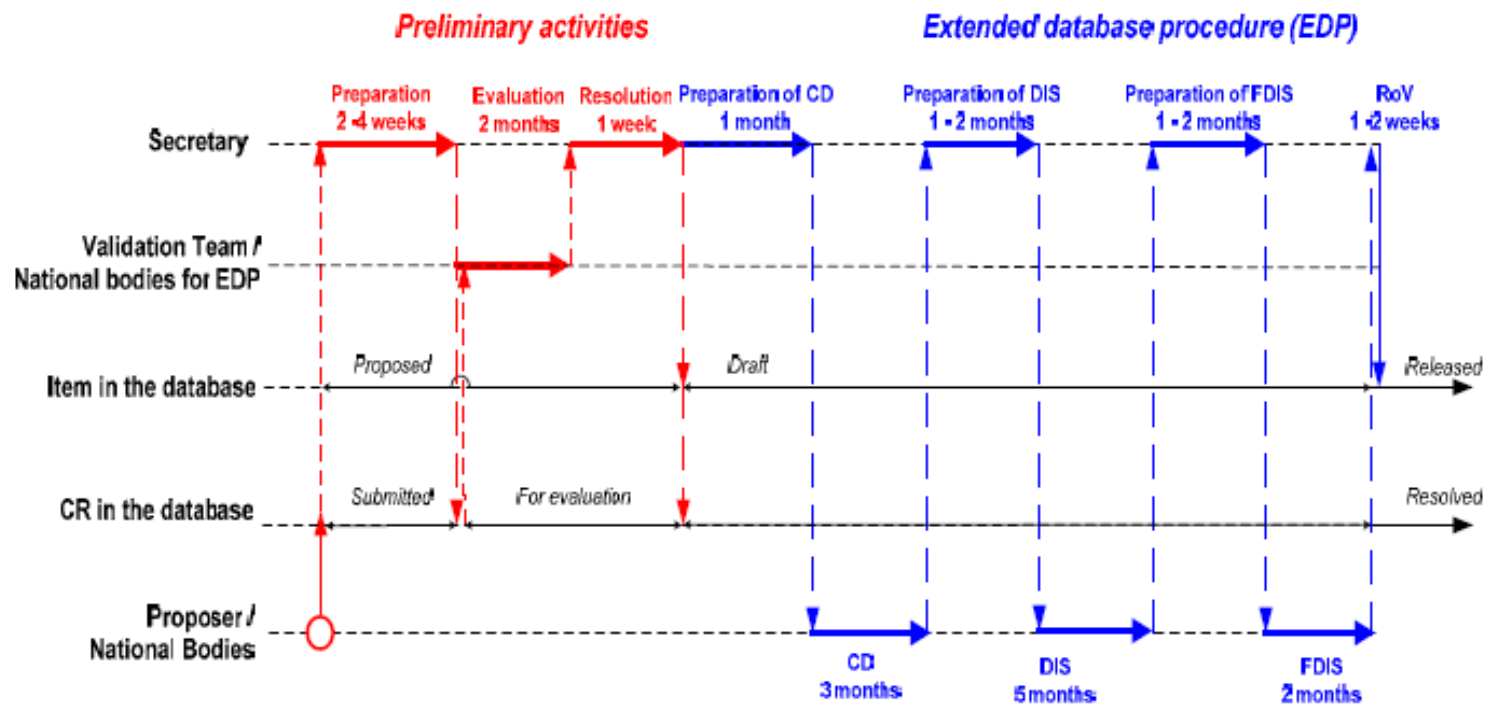 Preliminary activities
Extended database procedure (EDP)
Preparation
2-4 weeks
Evaluation
2 months
Resolution
1 week
Preparation of CD
1 month
Preparation of DIS
1 - 2 months
Preparation of FDIS
1 - 2 months
RoV
1 -2 weeks
Secretary
Validation Team /
National bodies for EDP
Proposed
Draft
Released
Item in the database
Submitted
For evaluation
Resolved
CR in the database
Proposer /
National Bodies
CD
3 months
DIS
5 months
FDIS
2 months